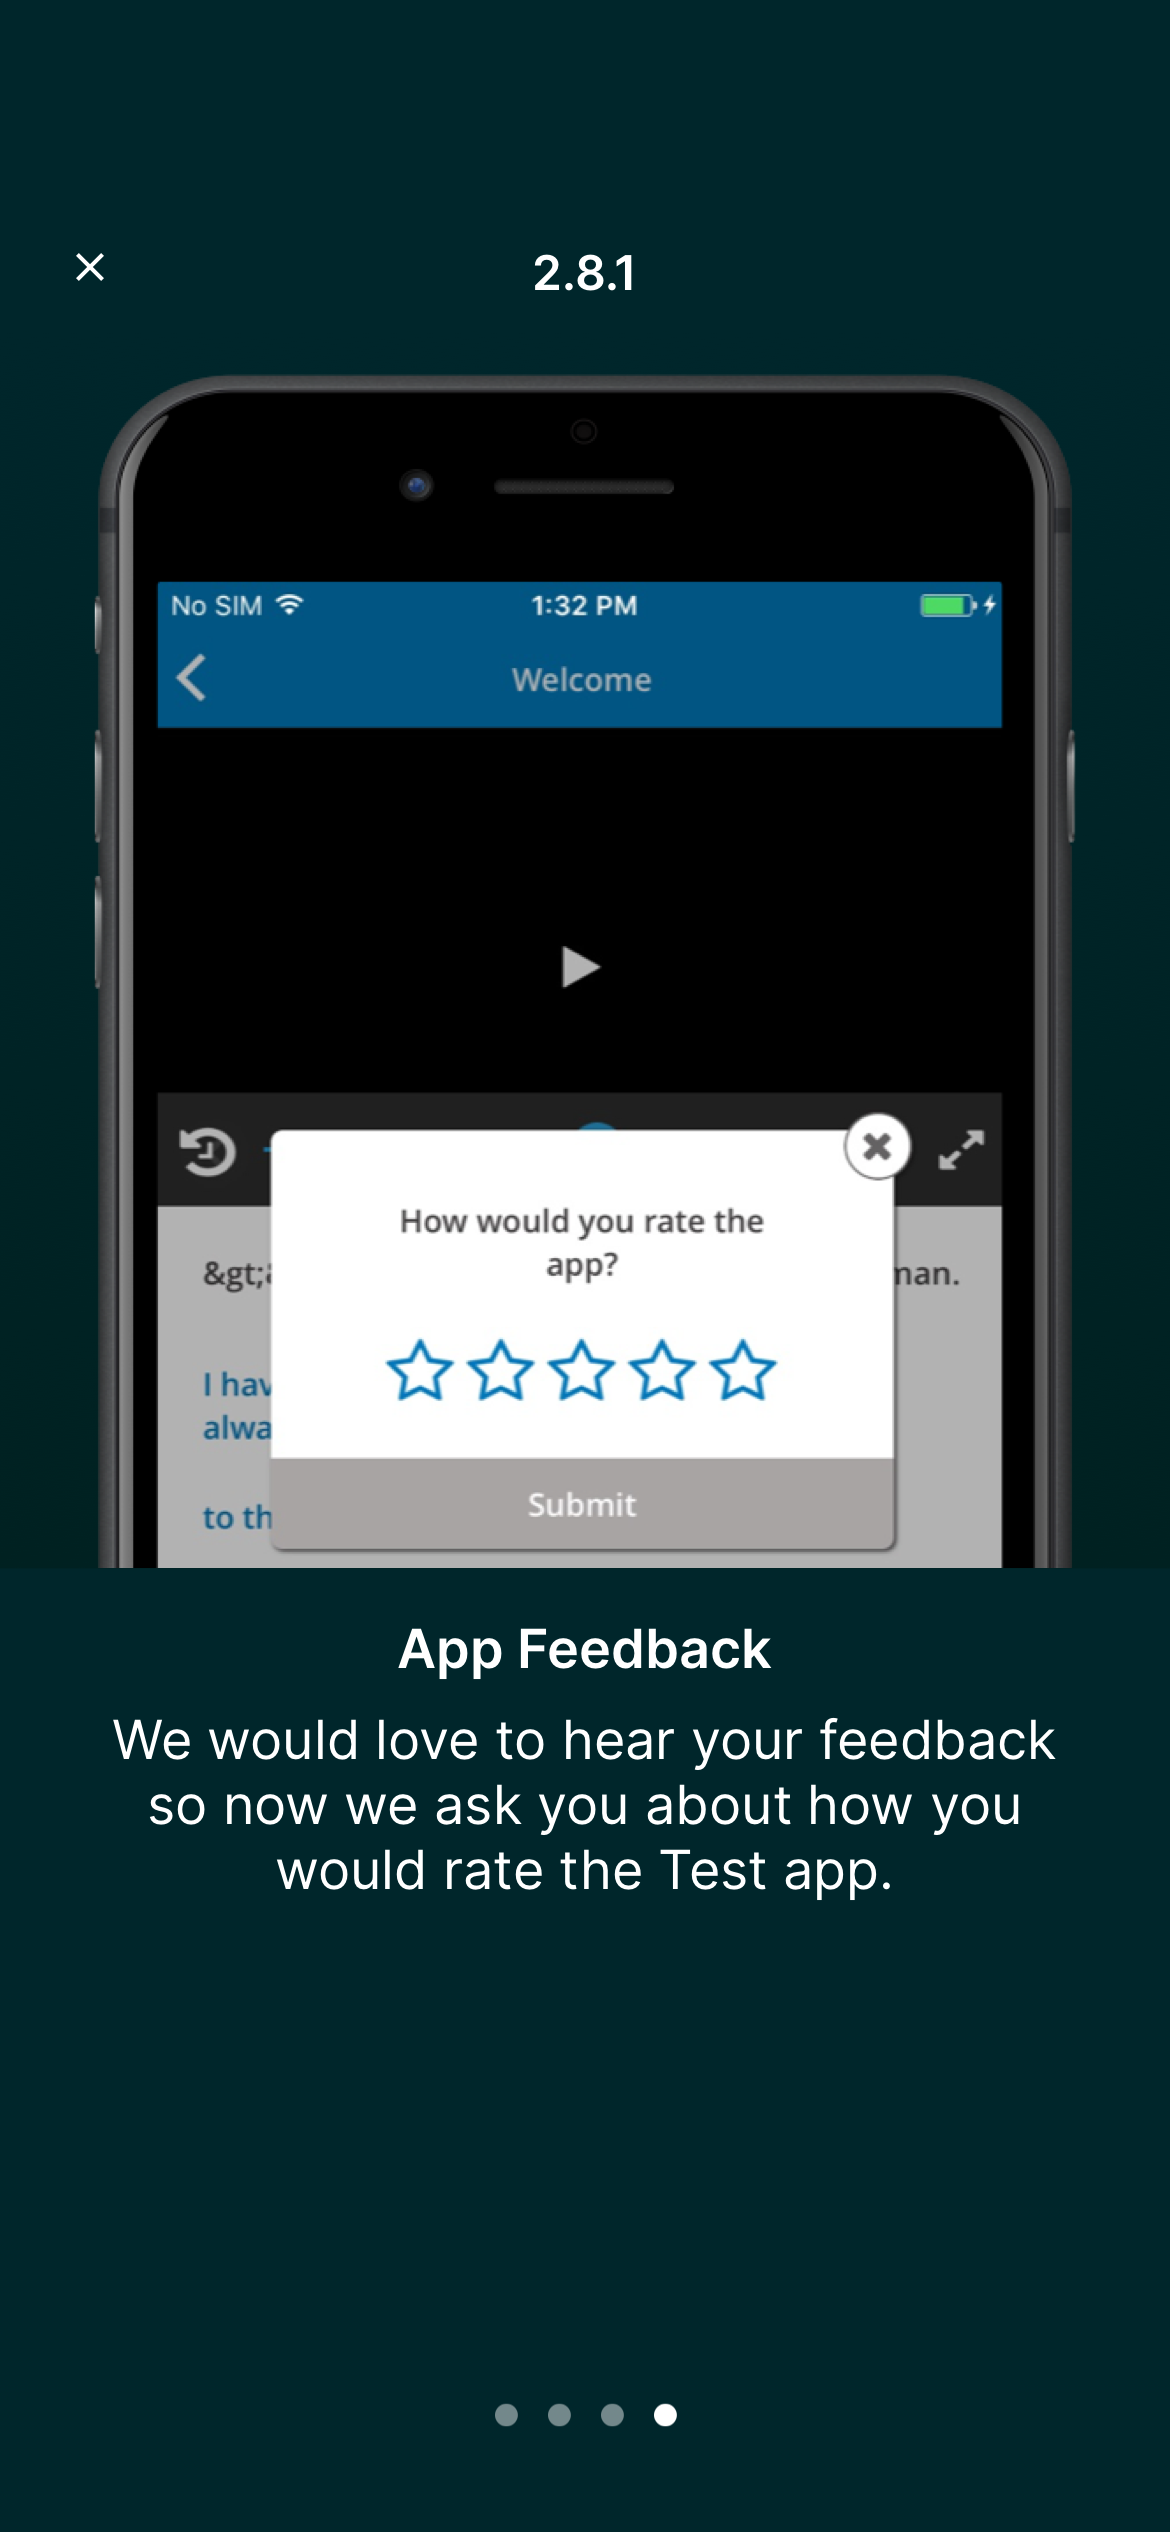 2.8.1
No SIM
1:32 PM
Welcome
How would you rate the
app?
&gt;
man.
I hav
alwa
to th
Submit
App Feedback
We would love to hear your feedback
so now we ask you about how you
would rate the Test app.